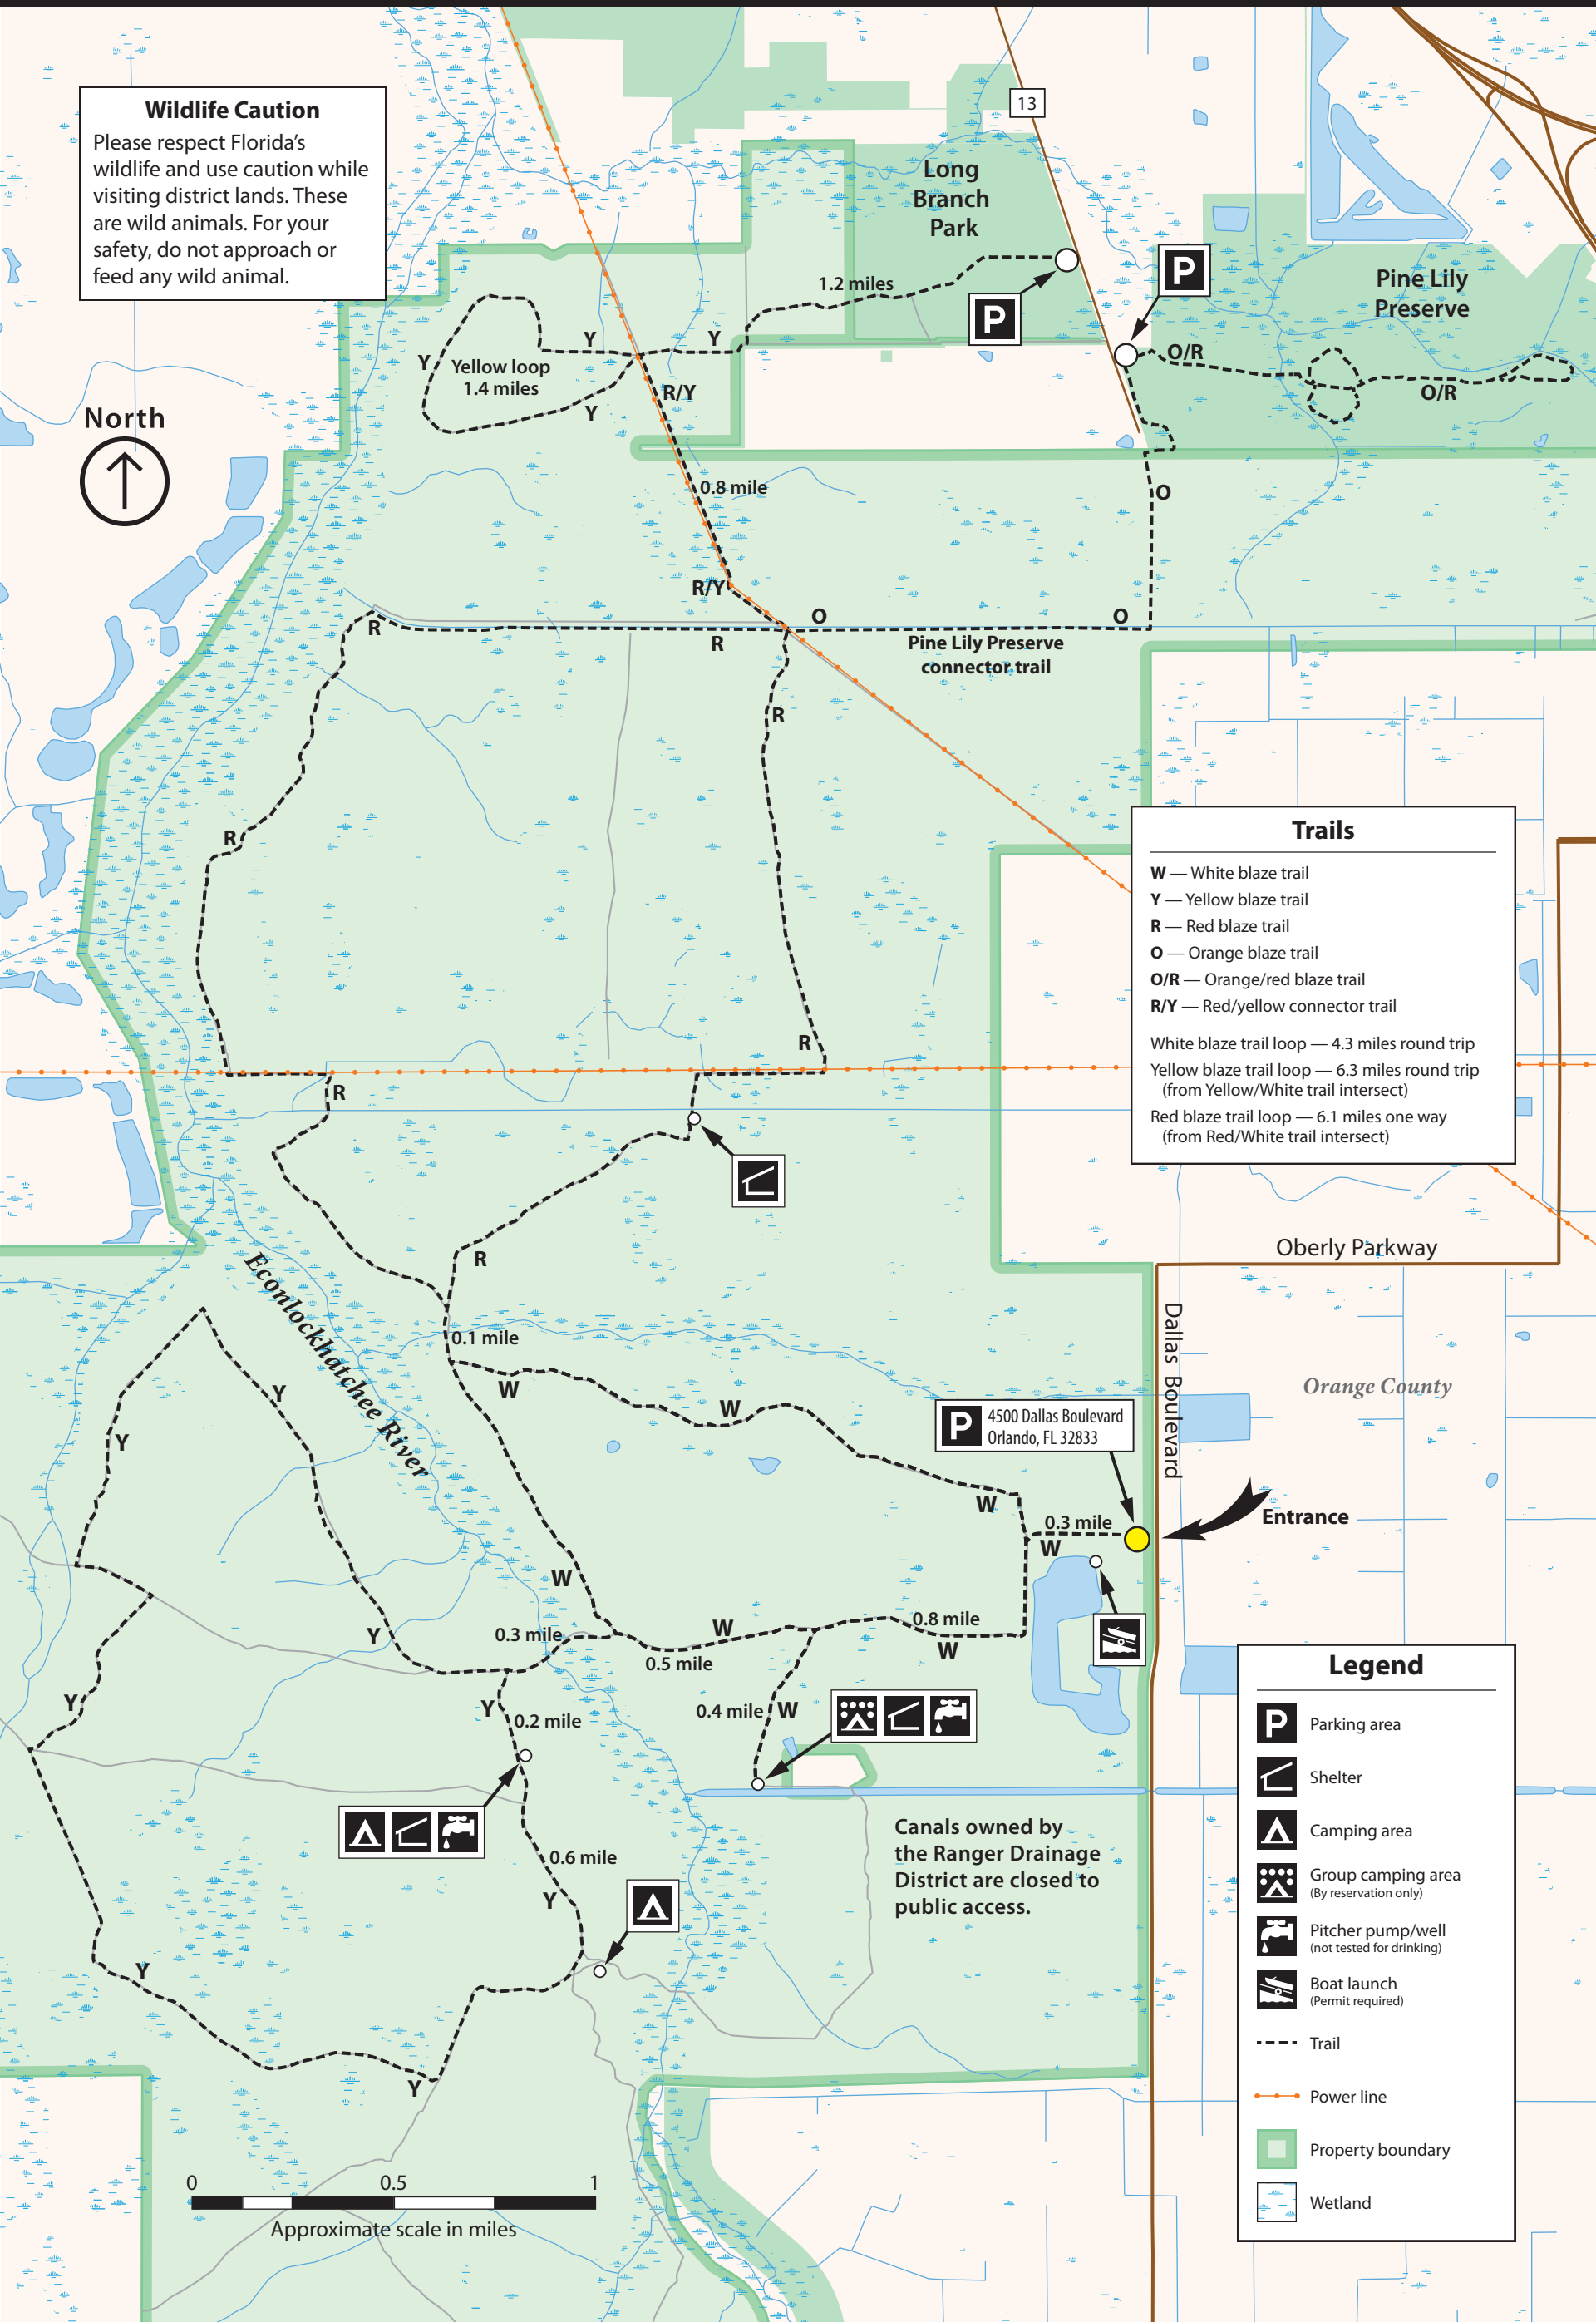 Wildlife Caution
Please respect Florida's
wildlife and use caution while
visiting district lands. These
are wild animals. For your
safety, do not approach or
feed any wild animal.
13
Long
Branch
Park
P
P
1.2 miles
Pine Lily
Preserve
O/R
O/R
Y
Y
Y
Yellow loop
1.4 miles
Y
R/Y
North
0.8 mile
O
R/Y
O
O
R
R
Pine Lily Preserve
connector trail
R
R
R
R
Trails
W — White blaze trail
Y — Yellow blaze trail
R — Red blaze trail
O — Orange blaze trail
O/R — Orange/red blaze trail
R/Y — Red/yellow connector trail
White blaze trail loop — 4.3 miles round trip
Yellow blaze trail loop — 6.3 miles round trip
(from Yellow/White trail intersect)
Red blaze trail loop — 6.1 miles one way
(from Red/White trail intersect)
R
Oberly Parkway
Econlockhatchee River
Dallas Boulevard
0.1 mile
W
W
Y
Y
Orange County
P
4500 Dallas Boulevard
Orlando, FL 32833
W
0.3 mile
W
Entrance
W
Y
0.3 mile
W
0.5 mile
0.8 mile
W
Y
Y
0.2 mile
0.4 mile
W
0.6 mile
Y
Canals owned by
the Ranger Drainage
District are closed to
public access.
Y
Y
Legend
P
Parking area
Shelter
Camping area
Group camping area
(By reservation only)
Pitcher pump/well
(not tested for drinking)
Boat launch
(Permit required)
Trail
Power line
Property boundary
Wetland
0 0.5 1
Approximate scale in miles